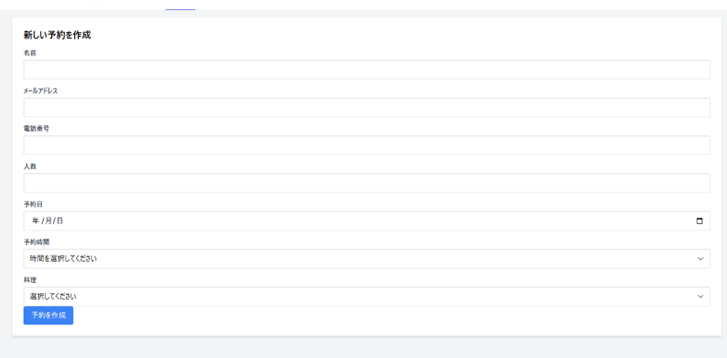 新しい予約を作成
名前
メールアドレス
電話番号
人数
予約日
年 /月/日
予約時間
時間を選択してください
料理
選択してください
予約を作成